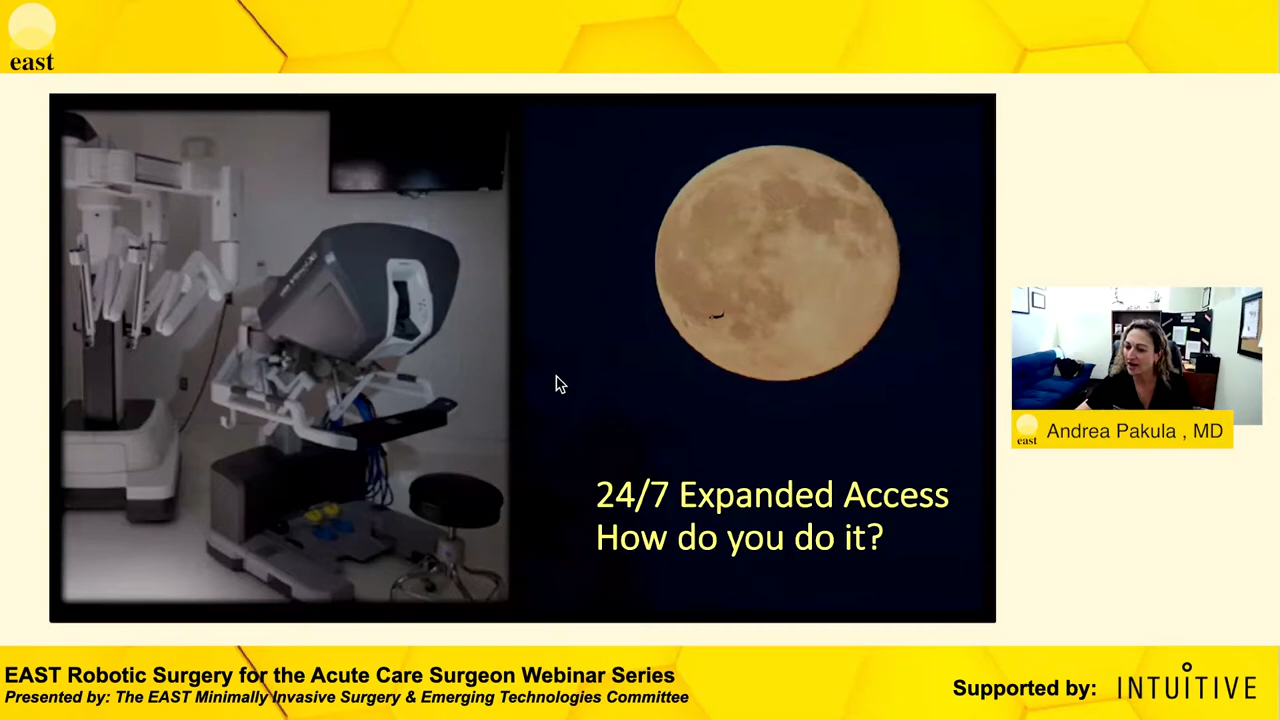 east
24/7 Expanded Access
How do you do it?
east
Andrea Pakula , MD
EAST Robotic Surgery for the Acute Care Surgeon Webinar Series
Presented by: The EAST Minimally Invasive Surgery & Emerging Technologies Committee
Supported by:
INTUITIVE